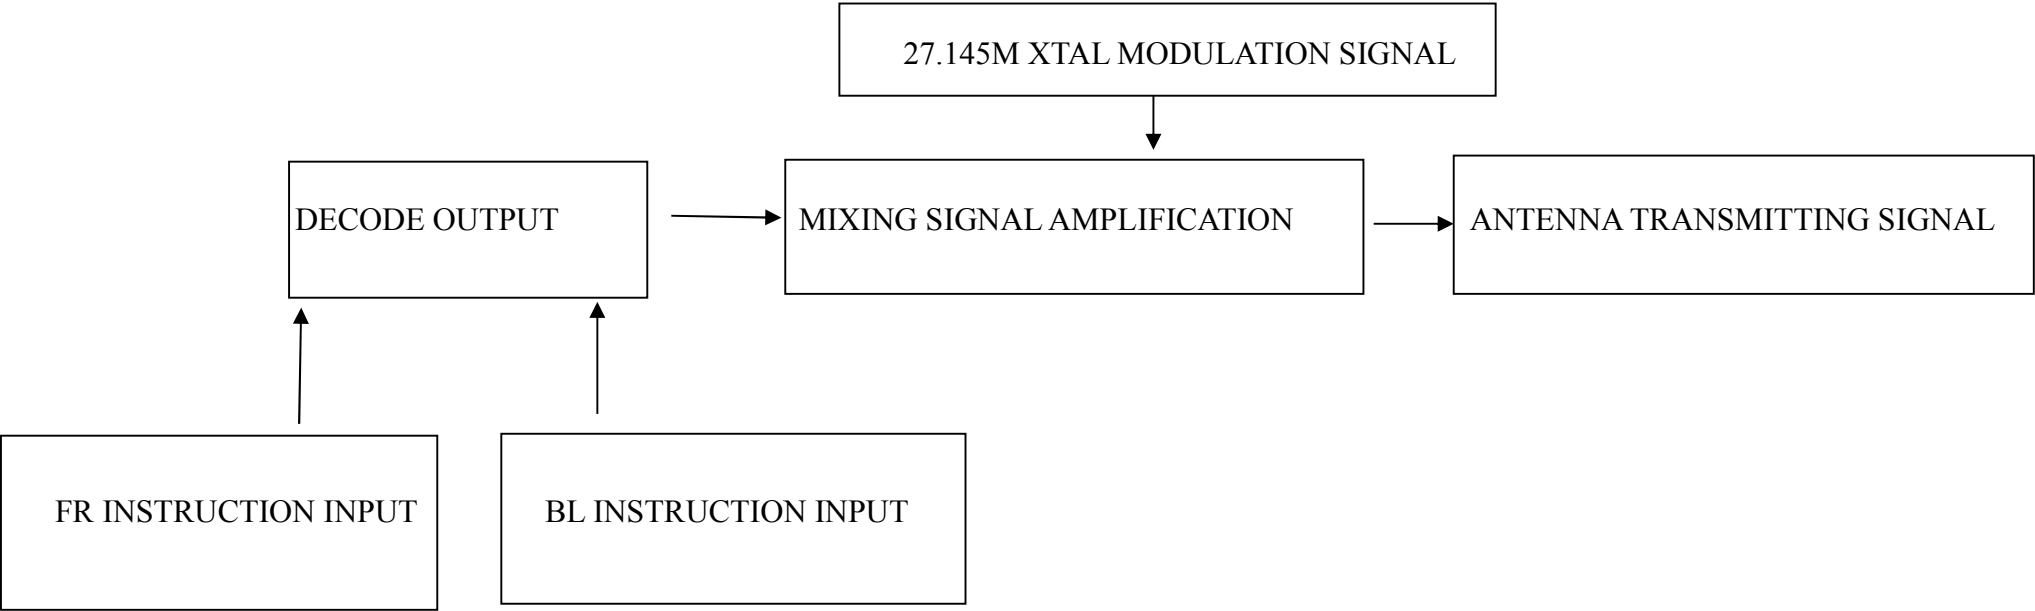 27.145M XTAL MODULATION SIGNAL
DECODE OUTPUT
MIXING SIGNAL AMPLIFICATION
ANTENNA TRANSMITTING SIGNAL
FR INSTRUCTION INPUT
BL INSTRUCTION INPUT